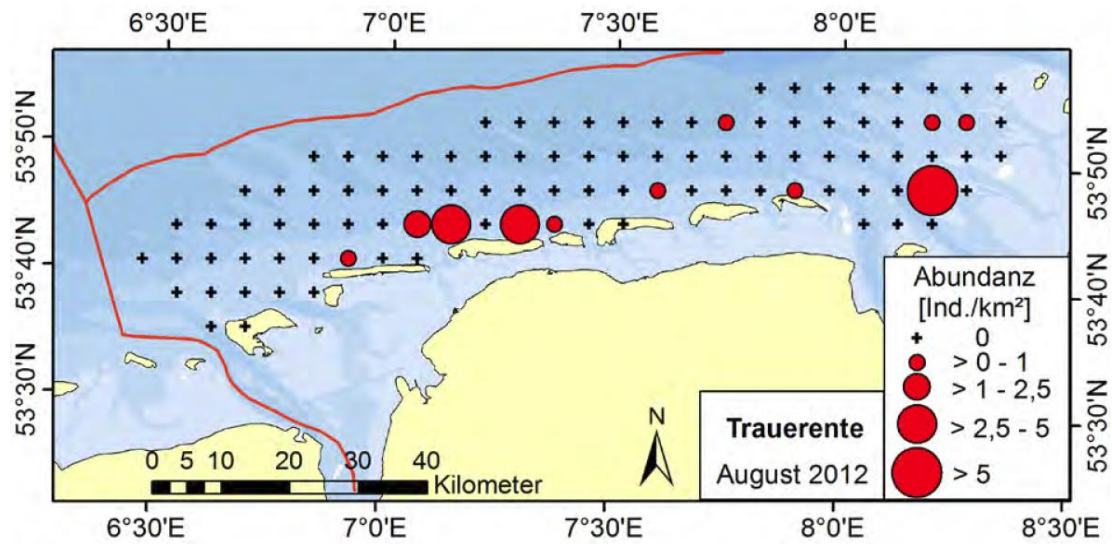 6°30'E 7°0'E 7°30'E 8°0'E
53°50'N
53°40'N
53°30'N
53°50'N
53°40'N
53°30'N
Abundanz
[Ind./km²]
0
> 0 - 1
> 1 - 2,5
> 2,5 - 5
> 5
N
Trauerente
August 2012
0 5 10 20 30 40
Kilometer
6°30'E 7°0'E 7°30'E 8°0'E 8°30'E